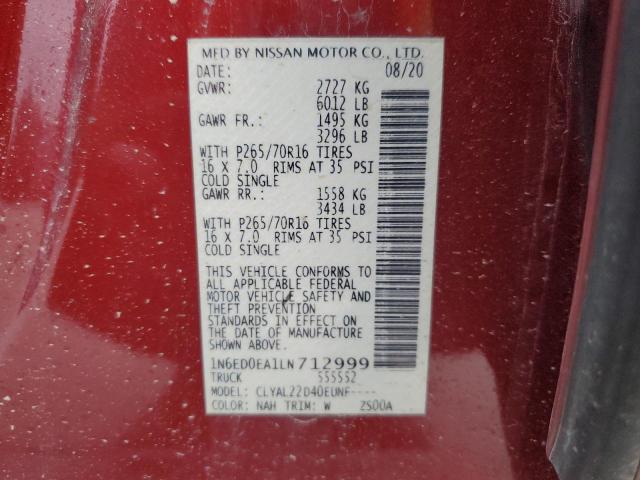 MFD BY NISSAN MOTOR CO., LTD.
DATE: 08/20
GVWR: 2727 KG
6012 LB
GAWR FR.: 1495 KG
3296 LB
WITH P265/70R16 TIRES
16 X 7.0 RIMS AT 35 PSI
COLD SINGLE
GAWR RR.: 1558 KG
3434 LB
WITH P265/70R16 TIRES
16 X 7.0 RIMS AT 35 PSI
COLD SINGLE
THIS VEHICLE CONFORMS TO
ALL APPLICABLE FEDERAL
MOTOR VEHICLE SAFETY AND
THEFT PREVENTION
STANDARDS IN EFFECT ON
THE DATE OF MANUFACTURE
SHOWN ABOVE.
1N6ED0EA1LN712999
TRUCK 555552
MODEL: CLYAL22D40EUNF----
COLOR: NAH TRIM: W 2S00A